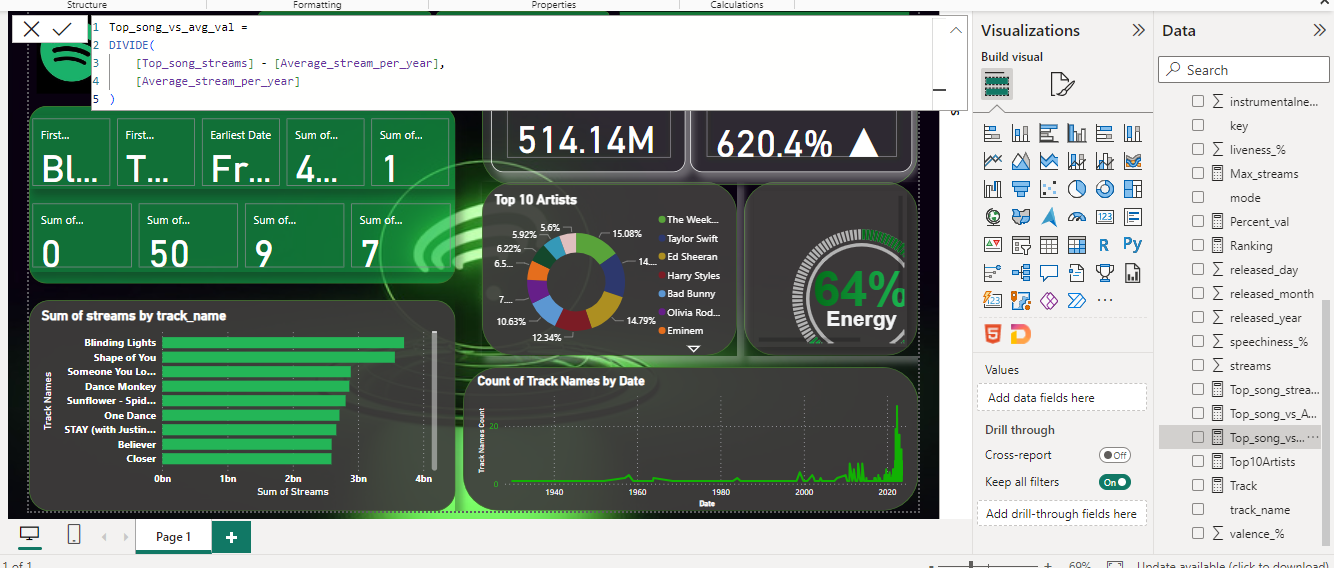 Structure Formatting Properties Calculations
1 Top_song_vs_avg_val =
2 DIVIDE(
3 [Top_song_streams] - [Average_stream_per_year],
4 [Average_stream_per_year]
5 )
First... First... Earliest Date Sum of... Sum of...
Bl... T... Fr... 4... 1
Sum of... Sum of... Sum of... Sum of...
0 50 9 7
514.14M
620.4% ▲
Top 10 Artists
5.92% 5.6% 15.08%
6.22%
6.5... 14....
7....
10.63% 14.79%
12.34%
The Week...
Taylor Swift
Ed Sheeran
Harry Styles
Bad Bunny
Olivia Rod...
Eminem
64%
Energy
Sum of streams by track_name
Track Names
Blinding Lights
Shape of You
Someone You Lo...
Dance Monkey
Sunflower - Spid...
One Dance
STAY (with Justin...
Believer
Closer
0bn 1bn 2bn 3bn 4bn
Sum of Streams
Count of Track Names by Date
Track Names Count
20
0
1940 1960 1980 2000 2020
Date
Page 1
1 of 1
69%
Update available (click to download)
Visualizations
Build visual
R Py
123
Values
Add data fields here
Drill through
Cross-report Off
Keep all filters On
Add drill-through fields here
Data
Search
instrumentalne...
key
liveness_%
Max_streams
mode
Percent_val
Ranking
released_day
released_month
released_year
speechiness_%
streams
Top_song_strea...
Top_song_vs_A...
Top_song_vs... ...
Top10Artists
Track
track_name
valence_%